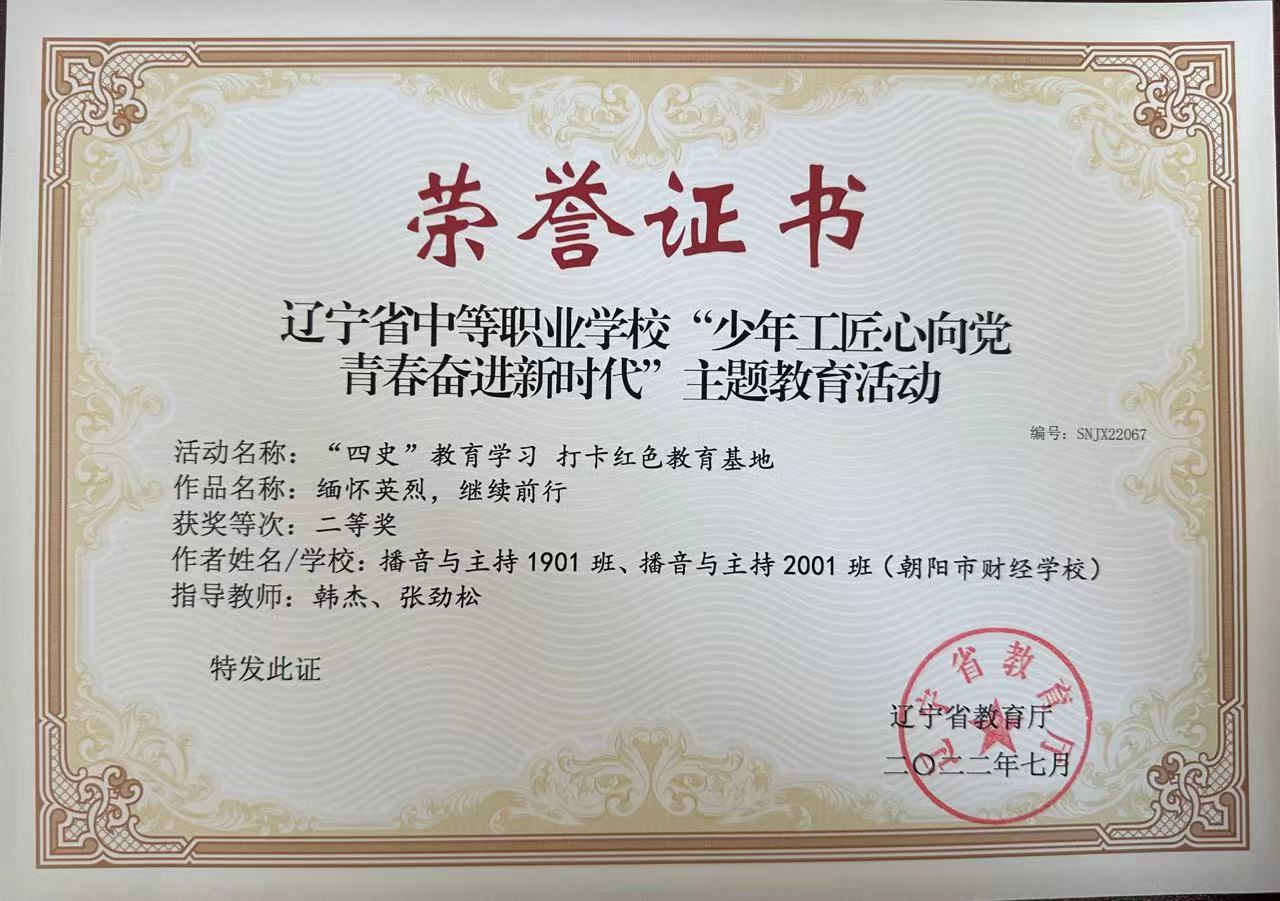 荣誉证书
辽宁省中等职业学校“少年工匠心向党
青春奋进新时代”主题教育活动
编号：SNJX22067
活动名称：“四史”教育学习 打卡红色教育基地
作品名称：缅怀英烈，继续前行
获奖等次：二等奖
作者姓名/学校：播音与主持1901班、播音与主持2001班（朝阳市财经学校）
指导教师：韩杰、张劲松
特发此证
辽宁省教育厅
辽宁省教育厅
二〇二二年七月